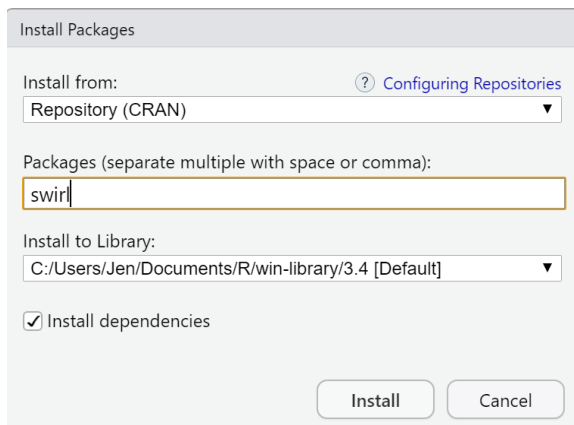 Install Packages
Install from:
? Configuring Repositories
Repository (CRAN)
Packages (separate multiple with space or comma):
swirl
Install to Library:
C:/Users/Jen/Documents/R/win-library/3.4 [Default]
Install dependencies
Install
Cancel